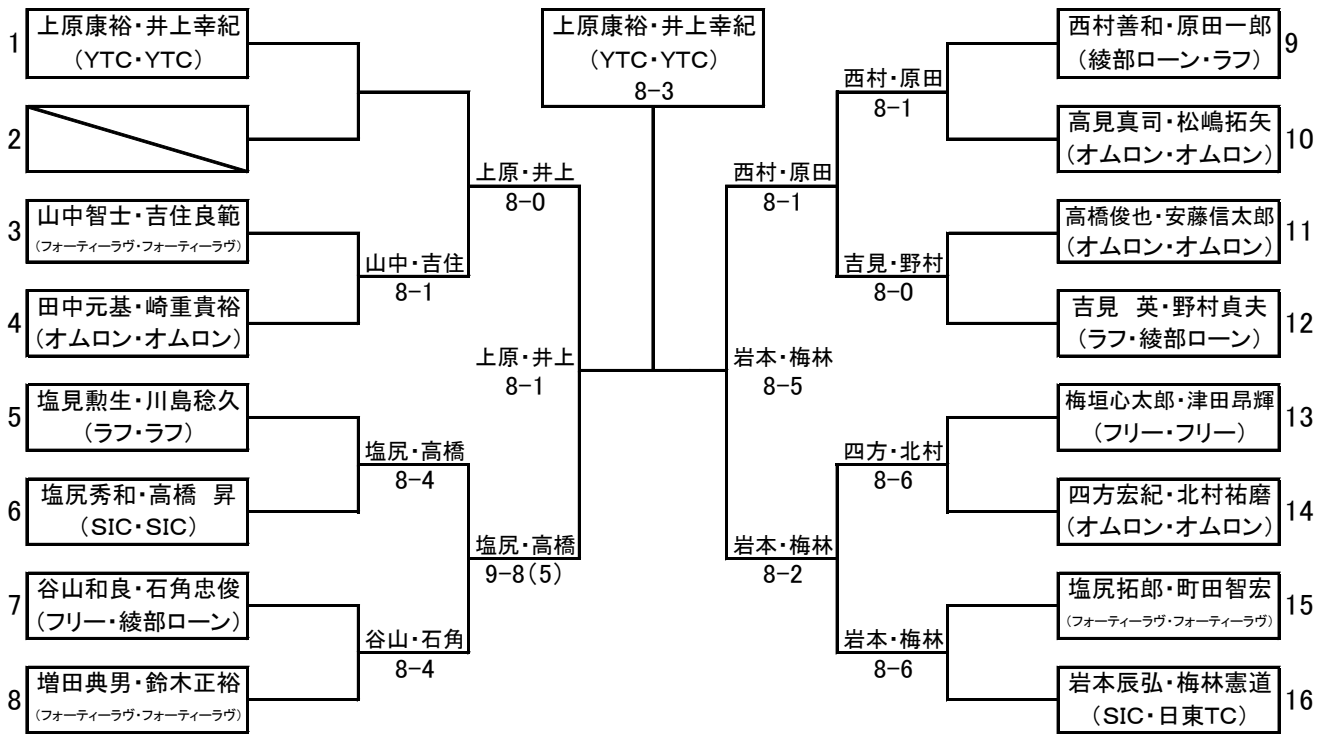 1
上原康裕・井上幸紀
（YTC・YTC）
2
3
山中智士・吉住良範
（フォーティーラヴ・フォーティーラヴ）
4
田中元基・崎重貴裕
（オムロン・オムロン）
5
塩見勲生・川島稔久
（ラフ・ラフ）
6
塩尻秀和・高橋　昇
（SIC・SIC）
7
谷山和良・石角忠俊
（フリー・綾部ローン）
8
増田典男・鈴木正裕
（フォーティーラヴ・フォーティーラヴ）
山中・吉住
8-1
塩尻・高橋
8-4
谷山・石角
8-4
上原・井上
8-0
塩尻・高橋
9-8(5)
上原・井上
8-1
上原康裕・井上幸紀
（YTC・YTC）
8-3
岩本・梅林
8-5
西村・原田
8-1
岩本・梅林
8-2
西村・原田
8-1
吉見・野村
8-0
四方・北村
8-6
岩本・梅林
8-6
西村善和・原田一郎
（綾部ローン・ラフ）
9
高見真司・松嶋拓矢
（オムロン・オムロン）
10
高橋俊也・安藤信太郎
（オムロン・オムロン）
11
吉見　英・野村貞夫
（ラフ・綾部ローン）
12
梅垣心太郎・津田昂輝
（フリー・フリー）
13
四方宏紀・北村祐磨
（オムロン・オムロン）
14
塩尻拓郎・町田智宏
（フォーティーラヴ・フォーティーラヴ）
15
岩本辰弘・梅林憲道
（SIC・日東TC）
16